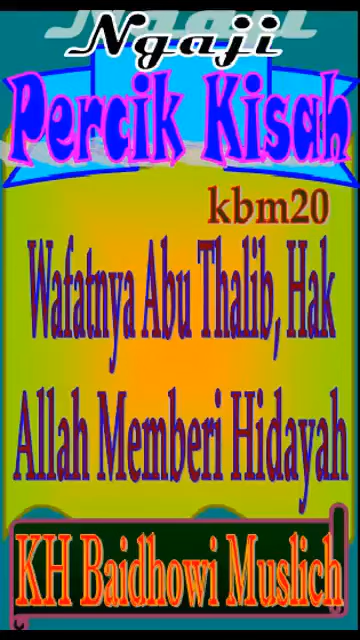 Ngaji
Percik Kisah
kbm20
Wafatnya Abu Thalib, Hak
Allah Memberi Hidayah
KH Baidhowi Muslich